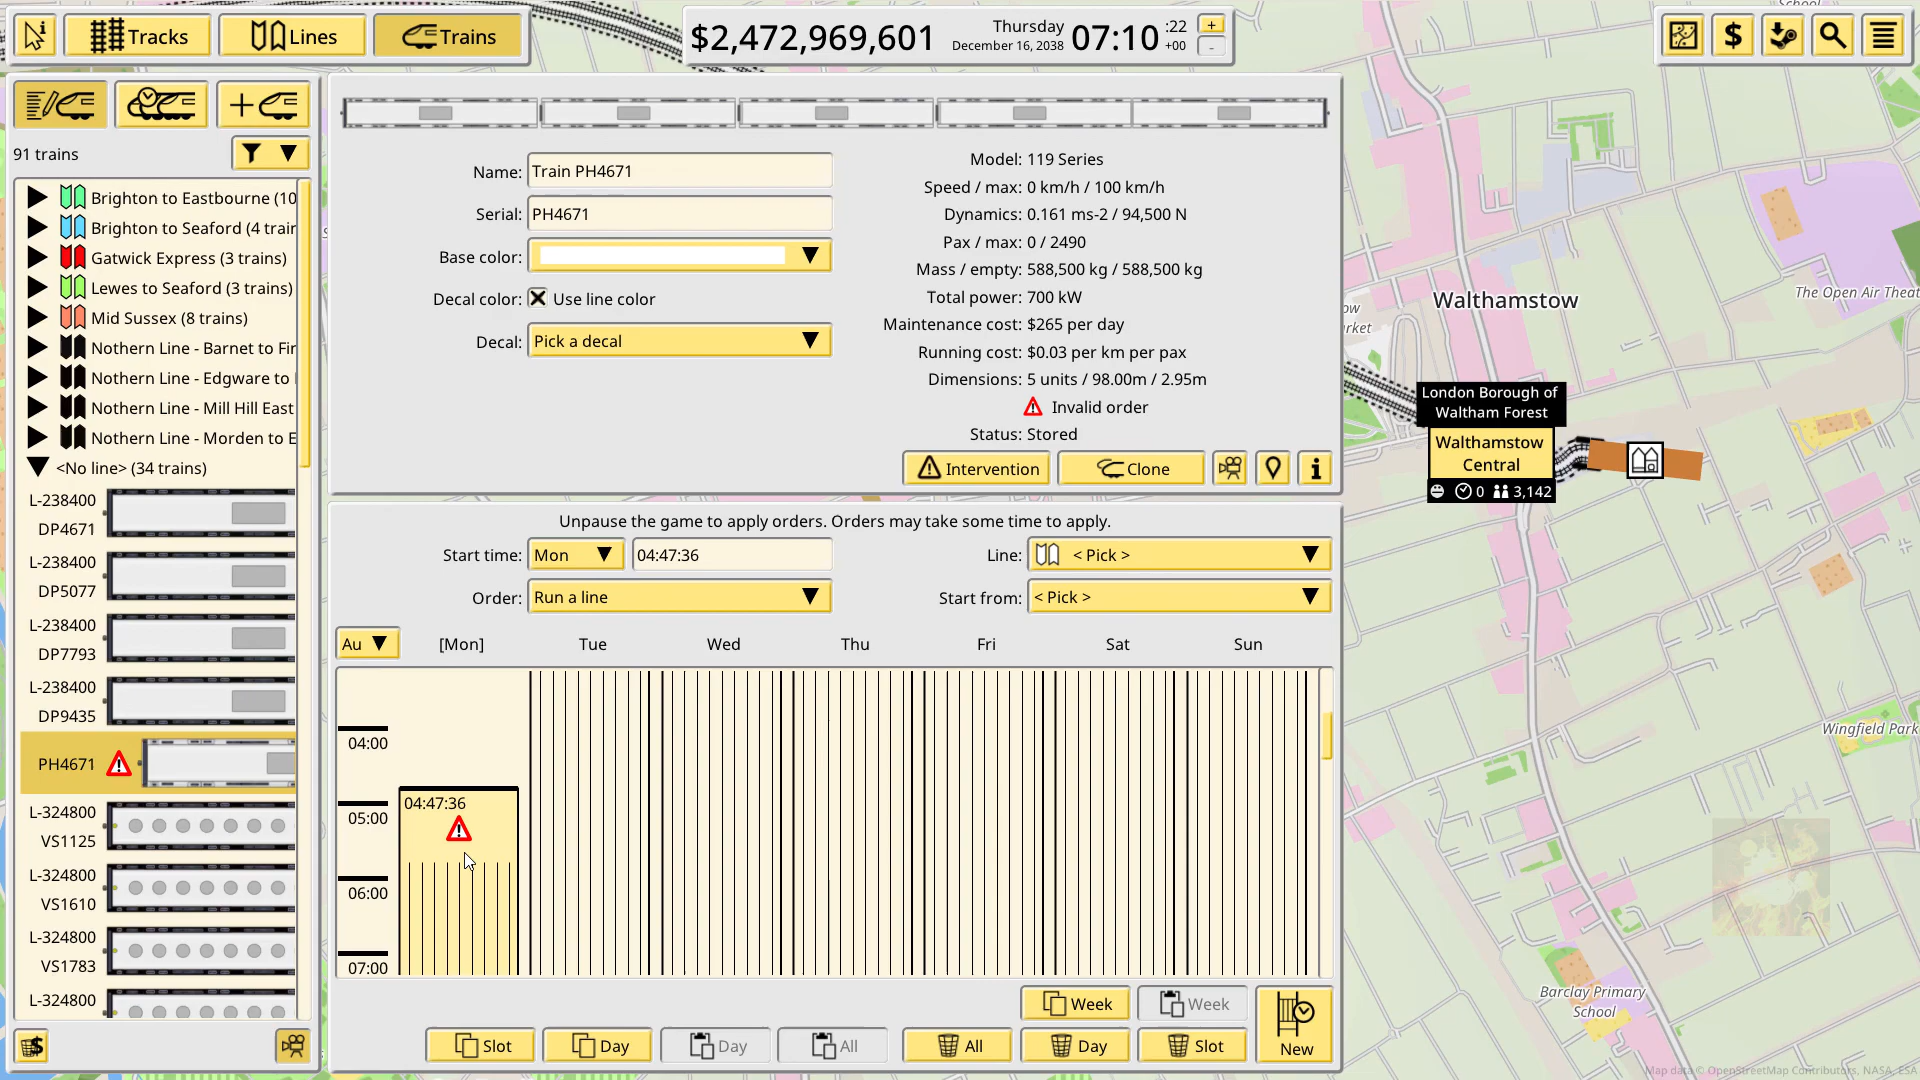 School
Tracks
Lines
Trains
$2,472,969,601
Thursday
December 16, 2038
07:10
:22
+00
+
-
$
91 trains
Brighton to Eastbourne (10
Brighton to Seaford (4 train
Gatwick Express (3 trains)
Lewes to Seaford (3 trains)
Mid Sussex (8 trains)
Nothern Line - Barnet to Fin
Nothern Line - Edgware to
Nothern Line - Mill Hill East
Nothern Line - Morden to E
<No line> (34 trains)
L-238400
DP4671
L-238400
DP5077
L-238400
DP7793
L-238400
DP9435
PH4671
L-324800
VS1125
L-324800
VS1610
L-324800
VS1783
L-324800
Name: Train PH4671
Serial: PH4671
Base color:
Decal color: Use line color
Decal: Pick a decal
Model: 119 Series
Speed / max: 0 km/h / 100 km/h
Dynamics: 0.161 ms-2 / 94,500 N
Pax / max: 0 / 2490
Mass / empty: 588,500 kg / 588,500 kg
Total power: 700 kW
Maintenance cost: $265 per day
Running cost: $0.03 per km per pax
Dimensions: 5 units / 98.00m / 2.95m
Invalid order
Status: Stored
Intervention
Clone
Unpause the game to apply orders. Orders may take some time to apply.
Start time: Mon 04:47:36
Line: < Pick >
Order: Run a line
Start from: < Pick >
Au [Mon] Tue Wed Thu Fri Sat Sun
04:00
04:47:36
05:00
06:00
07:00
Week
Week
Slot
Day
Day
All
All
Day
Slot
New
Walthamstow
The Open Air Theat
ow
rket
London Borough of
Waltham Forest
Walthamstow
Central
0 3,142
Wingfield Park
Barclay Primary
School
Map data © OpenStreetMap Contributors, NASA, ESA